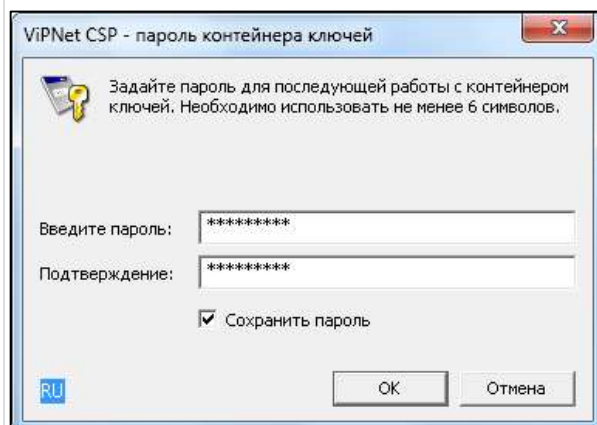 ViPNet CSP - пароль контейнера ключей
Задайте пароль для последующей работы с контейнером
ключей. Необходимо использовать не менее 6 символов.
Введите пароль: *********
Подтверждение: *********
Сохранить пароль
RU OK Отмена